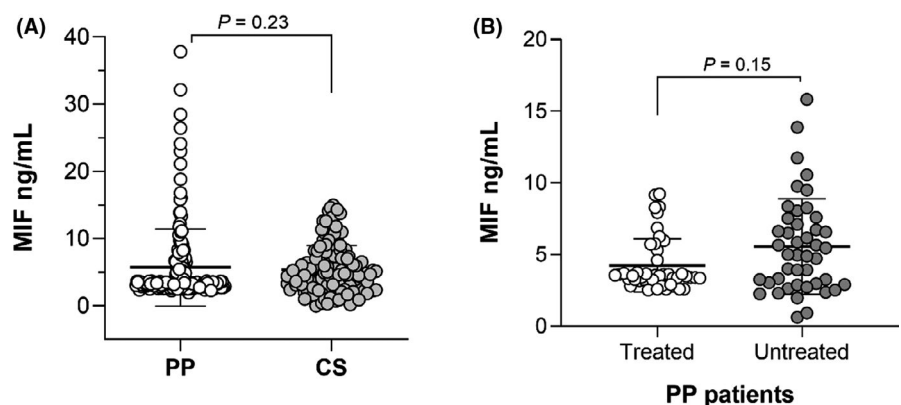 (A)
P = 0.23
MIF ng/mL
40
30
20
10
0
PP
CS
(B)
P = 0.15
MIF ng/mL
20
15
10
5
0
Treated
Untreated
PP patients